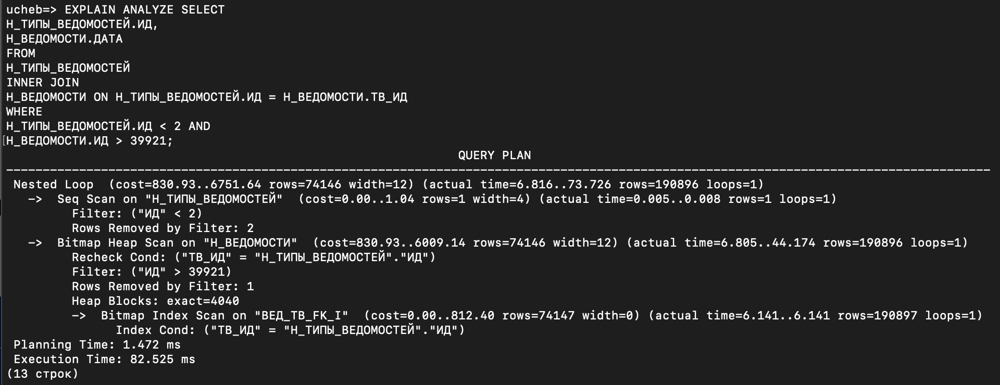 ucheb=> EXPLAIN ANALYZE SELECT
Н_ТИПЫ_ВЕДОМОСТЕЙ.ИД,
Н_ВЕДОМОСТИ.ДАТА
FROM
Н_ТИПЫ_ВЕДОМОСТЕЙ
INNER JOIN
Н_ВЕДОМОСТИ ON Н_ТИПЫ_ВЕДОМОСТЕЙ.ИД = Н_ВЕДОМОСТИ.ТВ_ИД
WHERE
Н_ТИПЫ_ВЕДОМОСТЕЙ.ИД < 2 AND
[Н_ВЕДОМОСТИ.ИД > 39921;
QUERY PLAN
---------------------------------------------------------------------------------------------------------------------------------------
Nested Loop  (cost=830.93..6751.64 rows=74146 width=12) (actual time=6.816..73.726 rows=190896 loops=1)
  ->  Seq Scan on "Н_ТИПЫ_ВЕДОМОСТЕЙ"  (cost=0.00..1.04 rows=1 width=4) (actual time=0.005..0.008 rows=1 loops=1)
        Filter: ("ИД" < 2)
        Rows Removed by Filter: 2
  ->  Bitmap Heap Scan on "Н_ВЕДОМОСТИ"  (cost=830.93..6009.14 rows=74146 width=12) (actual time=6.805..44.174 rows=190896 loops=1)
        Recheck Cond: ("ТВ_ИД" = "Н_ТИПЫ_ВЕДОМОСТЕЙ"."ИД")
        Filter: ("ИД" > 39921)
        Rows Removed by Filter: 1
        Heap Blocks: exact=4040
        ->  Bitmap Index Scan on "ВЕД_ТВ_FK_I"  (cost=0.00..812.40 rows=74147 width=0) (actual time=6.141..6.141 rows=190897 loops=1)
              Index Cond: ("ТВ_ИД" = "Н_ТИПЫ_ВЕДОМОСТЕЙ"."ИД")
Planning Time: 1.472 ms
Execution Time: 82.525 ms
(13 строк)